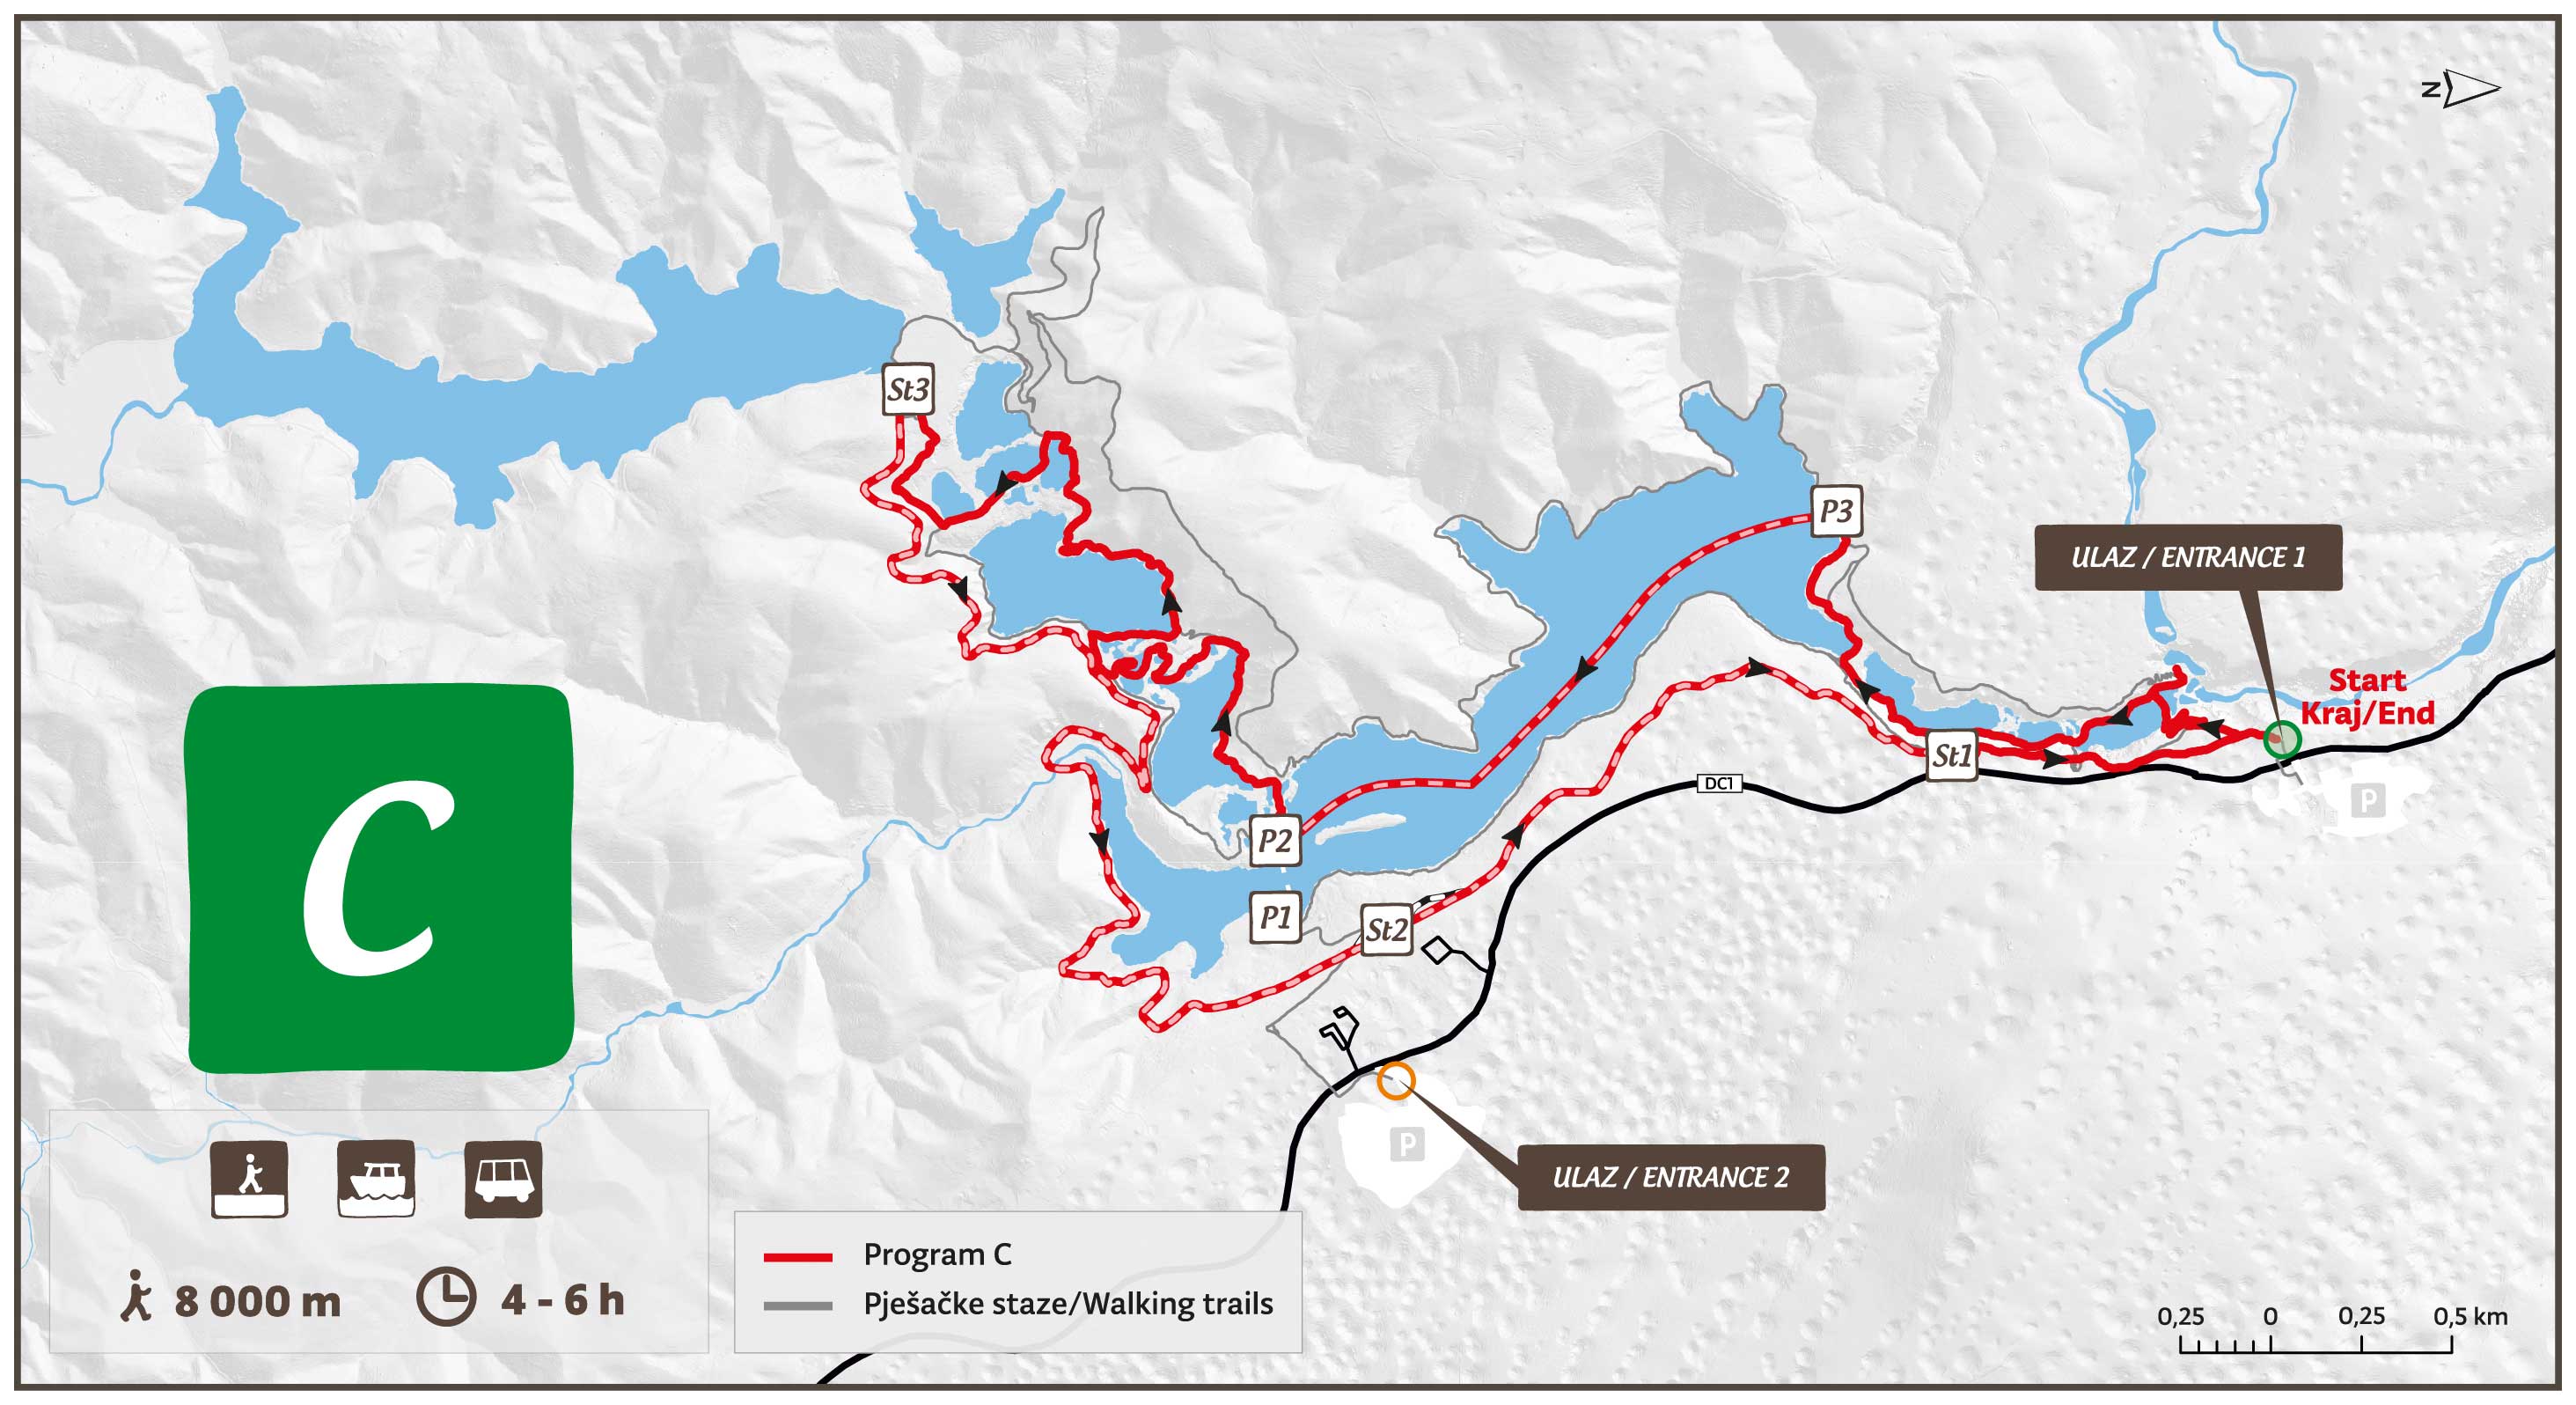 N
St3
P3
ULAZ / ENTRANCE 1
Start
Kraj/End
St1
DC1
P
P2
P1
St2
C
P
ULAZ / ENTRANCE 2
8 000 m
4 - 6 h
Program C
Pješačke staze/Walking trails
0,25 0 0,25 0,5 km